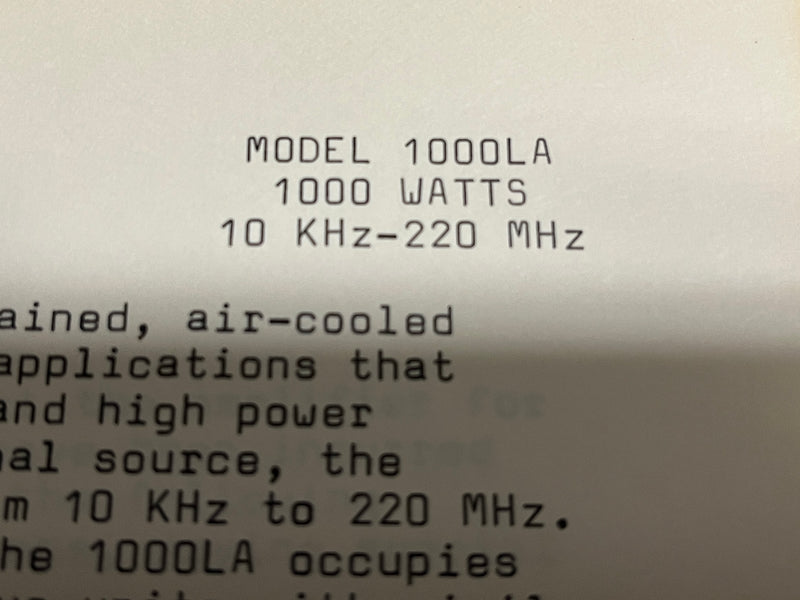 MODEL 1000LA
1000 WATTS
10 KHz-220 MHz
ained, air-cooled
applications that
and high power
al source, the
m 10 KHz to 220 MHz.
he 1000LA occupies